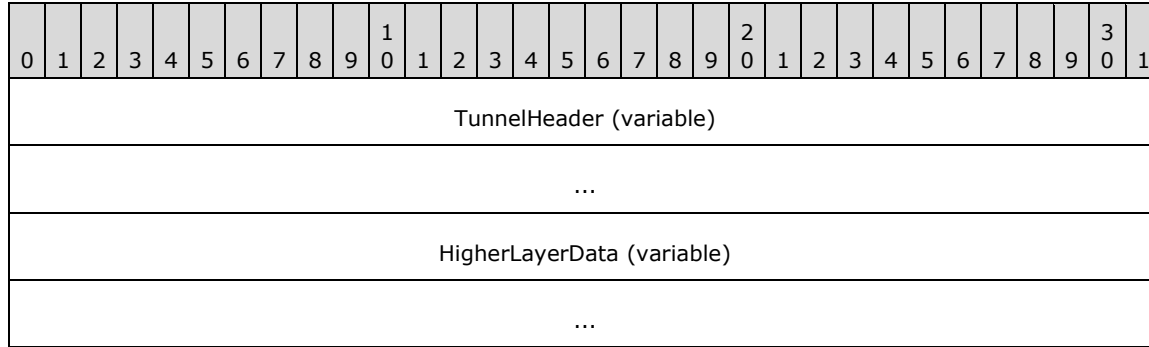 0 1 2 3 4 5 6 7 8 9 1 0 1 2 3 4 5 6 7 8 9 2 0 1 2 3 4 5 6 7 8 9 3 0 1
TunnelHeader (variable)
...
HigherLayerData (variable)
...